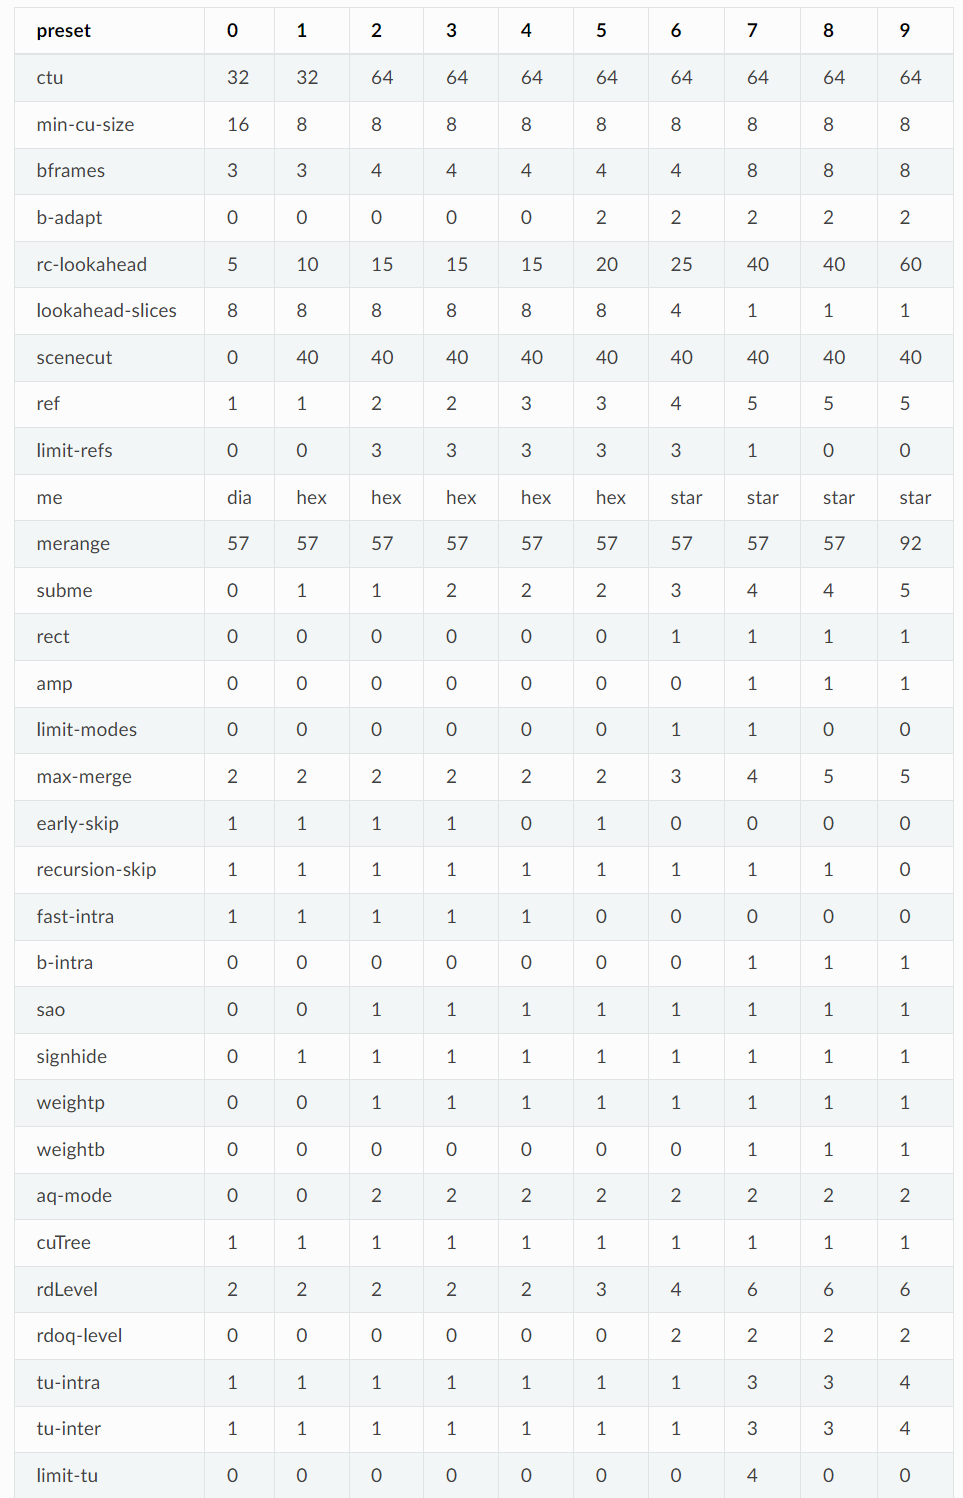 preset 0 1 2 3 4 5 6 7 8 9
ctu 32 32 64 64 64 64 64 64 64 64
min-cu-size 16 8 8 8 8 8 8 8 8 8
bframes 3 3 4 4 4 4 4 8 8 8
b-adapt 0 0 0 0 0 2 2 2 2 2
rc-lookahead 5 10 15 15 15 20 25 40 40 60
lookahead-slices 8 8 8 8 8 8 4 1 1 1
scenecut 0 40 40 40 40 40 40 40 40 40
ref 1 1 2 2 3 3 4 5 5 5
limit-refs 0 0 3 3 3 3 3 1 0 0
me dia hex hex hex hex hex star star star star
merange 57 57 57 57 57 57 57 57 57 92
subme 0 1 1 2 2 2 3 4 4 5
rect 0 0 0 0 0 0 1 1 1 1
amp 0 0 0 0 0 0 0 1 1 1
limit-modes 0 0 0 0 0 0 1 1 0 0
max-merge 2 2 2 2 2 2 3 4 5 5
early-skip 1 1 1 1 0 1 0 0 0 0
recursion-skip 1 1 1 1 1 1 1 1 1 0
fast-intra 1 1 1 1 1 0 0 0 0 0
b-intra 0 0 0 0 0 0 0 1 1 1
sao 0 0 1 1 1 1 1 1 1 1
signhide 0 1 1 1 1 1 1 1 1 1
weightp 0 0 1 1 1 1 1 1 1 1
weightb 0 0 0 0 0 0 0 1 1 1
aq-mode 0 0 2 2 2 2 2 2 2 2
cuTree 1 1 1 1 1 1 1 1 1 1
rdLevel 2 2 2 2 2 3 4 6 6 6
rdoq-level 0 0 0 0 0 0 2 2 2 2
tu-intra 1 1 1 1 1 1 1 3 3 4
tu-inter 1 1 1 1 1 1 1 3 3 4
limit-tu 0 0 0 0 0 0 0 4 0 0